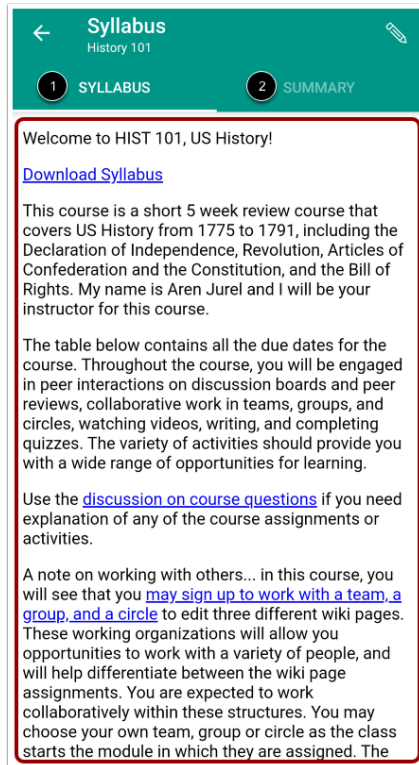 Syllabus
History 101
1 SYLLABUS
2 SUMMARY
Welcome to HIST 101, US History!
Download Syllabus
This course is a short 5 week review course that
covers US History from 1775 to 1791, including the
Declaration of Independence, Revolution, Articles of
Confederation and the Constitution, and the Bill of
Rights. My name is Aren Jurel and I will be your
instructor for this course.
The table below contains all the due dates for the
course. Throughout the course, you will be engaged
in peer interactions on discussion boards and peer
reviews, collaborative work in teams, groups, and
circles, watching videos, writing, and completing
quizzes. The variety of activities should provide you
with a wide range of opportunities for learning.
Use the discussion on course questions if you need
explanation of any of the course assignments or
activities.
A note on working with others... in this course, you
will see that you may sign up to work with a team, a
group, and a circle to edit three different wiki pages.
These working organizations will allow you
opportunities to work with a variety of people, and
will help differentiate between the wiki page
assignments. You are expected to work
collaboratively within these structures. You may
choose your own team, group or circle as the class
starts the module in which they are assigned. The